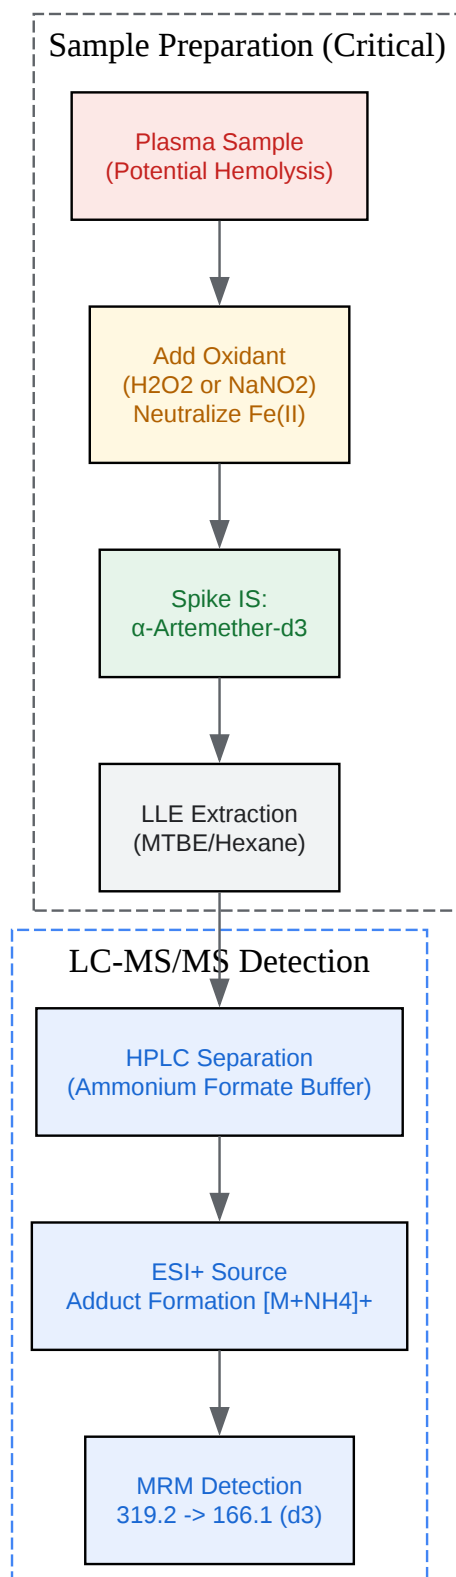 Sample Preparation (Critical)
Plasma Sample
(Potential Hemolysis)
Add Oxidant
(H2O2 or NaNO2)
Neutralize Fe(II)
Spike IS:
α-Artemether-d3
LLE Extraction
(MTBE/Hexane)
LC-MS/MS Detection
HPLC Separation
(Ammonium Formate Buffer)
ESI+ Source
Adduct Formation [M+NH4]+
MRM Detection
319.2 -> 166.1 (d3)